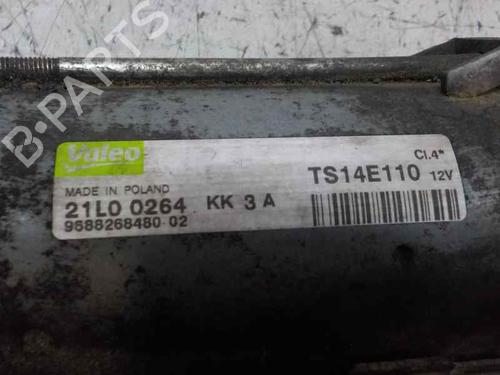 B-PARTS
Valeo
MADE IN POLAND
21L0 0264 KK 3 A
9688268480 02
Cl.4*
TS14E110 12V